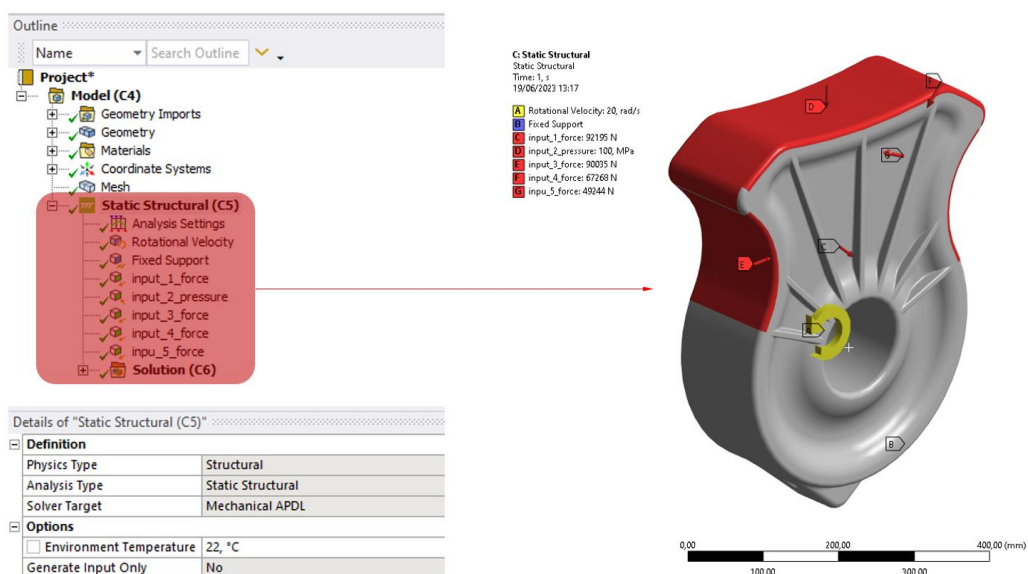 Outline
Name Search Outline
Project*
Model (C4)
Geometry Imports
Geometry
Materials
Coordinate Systems
Mesh
Static Structural (C5)
Analysis Settings
Rotational Velocity
Fixed Support
input_1_force
input_2_pressure
input_3_force
input_4_force
inpu_5_force
Solution (C6)
Details of "Static Structural (C5)"
Definition
Physics Type Structural
Analysis Type Static Structural
Solver Target Mechanical APDL
Options
Environment Temperature 22, °C
Generate Input Only No
C: Static Structural
Static Structural
Time: 1, s
19/06/2023 13:17
A Rotational Velocity: 20, rad/s
B Fixed Support
C input_1_force: 92195 N
D input_2_pressure: 100, MPa
E input_3_force: 90035 N
F input_4_force: 67268 N
G inpu_5_force: 49244 N
F
D
G
C
E
A
B
0,00 200,00 400,00 (mm)
100,00 300,00